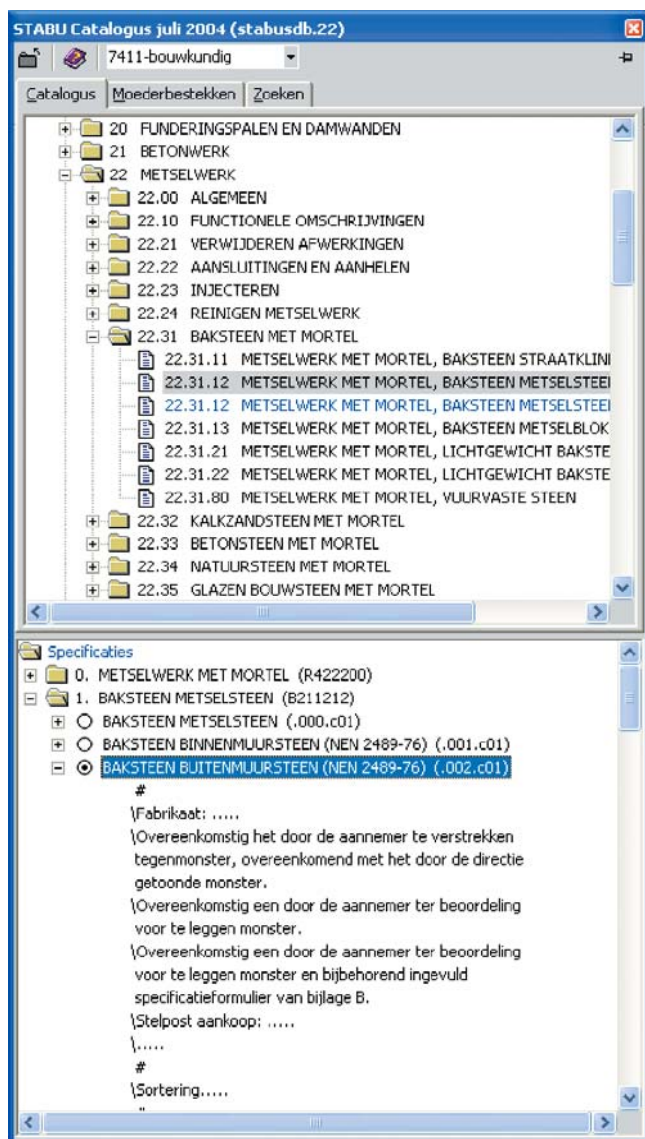 STABU Catalogus juli 2004 (stabusdb.22)
7411-bouwkundig
Catalogus Moederbestekken Zoeken
20 FUNDERINGSPALEN EN DAMWANDEN
21 BETONWERK
22 METSELWERK
22.00 ALGEMEEN
22.10 FUNCTIONELE OMSCHRIJVINGEN
22.21 VERWIJDEREN AFWERKINGEN
22.22 AANSLUITINGEN EN AANHELEN
22.23 INJECTEREN
22.24 REINIGEN METSELWERK
22.31 BAKSTEEN MET MORTEL
22.31.11 METSELWERK MET MORTEL, BAKSTEEN STRAATKLIN
22.31.12 METSELWERK MET MORTEL, BAKSTEEN METSELSTEE
22.31.12 METSELWERK MET MORTEL, BAKSTEEN METSELSTEE
22.31.13 METSELWERK MET MORTEL, BAKSTEEN METSELBLOK
22.31.21 METSELWERK MET MORTEL, LICHTGEWICHT BAKSTE
22.31.22 METSELWERK MET MORTEL, LICHTGEWICHT BAKSTE
22.31.80 METSELWERK MET MORTEL, VUURVASTE STEEN
22.32 KALKZANDSTEEN MET MORTEL
22.33 BETONSTEEN MET MORTEL
22.34 NATUURSTEEN MET MORTEL
22.35 GLAZEN BOUWSTEEN MET MORTEL
Specificaties
0. METSELWERK MET MORTEL (R422200)
1. BAKSTEEN METSELSTEEN (B211212)
BAKSTEEN METSELSTEEN (.000.c01)
BAKSTEEN BINNENMUURSTEEN (NEN 2489-76) (.001.c01)
BAKSTEEN BUITENMUURSTEEN (NEN 2489-76) (.002.c01)
#
\Fabrikaat: .....
\Overeenkomstig het door de aannemer te verstrekken
tegenmonster, overeenkomend met het door de directie
getoonde monster.
\Overeenkomstig een door de aannemer ter beoordeling
voor te leggen monster.
\Overeenkomstig een door de aannemer ter beoordeling
voor te leggen monster en bijbehorend ingevuld
specificatieformulier van bijlage B.
\Stelpost aankoop: .....
\.....
#
\Sortering.....